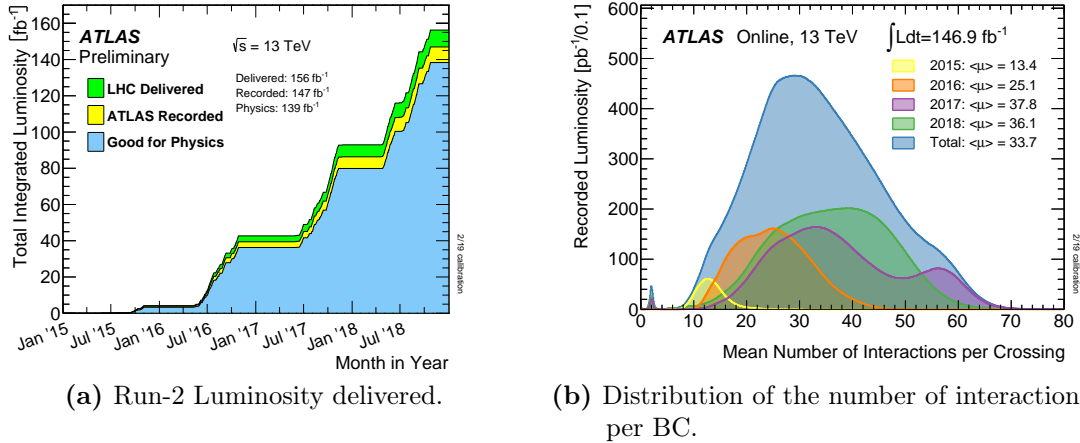 Total Integrated Luminosity [fb⁻¹]
160
140
120
100
80
60
40
20
0
ATLAS
Preliminary
√s = 13 TeV
Delivered: 156 fb⁻¹
Recorded: 147 fb⁻¹
Physics: 139 fb⁻¹
LHC Delivered
ATLAS Recorded
Good for Physics
2/19 calibration
Jan '15 Jul '15 Jan '16 Jul '16 Jan '17 Jul '17 Jan '18 Jul '18
Month in Year
(a) Run-2 Luminosity delivered.
Recorded Luminosity [pb⁻¹/0.1]
600
500
400
300
200
100
0
ATLAS Online, 13 TeV ∫Ldt=146.9 fb⁻¹
2015: <μ> = 13.4
2016: <μ> = 25.1
2017: <μ> = 37.8
2018: <μ> = 36.1
Total: <μ> = 33.7
2/19 calibration
0 10 20 30 40 50 60 70 80
Mean Number of Interactions per Crossing
(b) Distribution of the number of interaction
per BC.